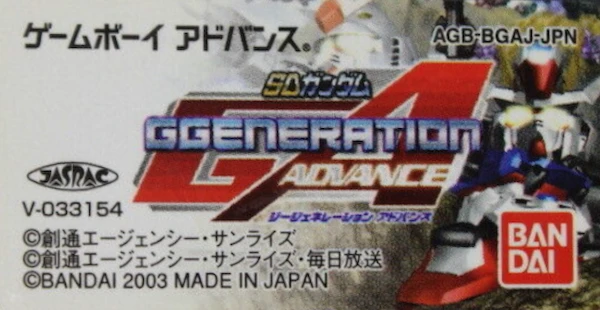 ゲームボーイ アドバンス®
AGB-BGAJ-JPN
SDガンダム
GGENERATION
GA
ADVANCE
ジージェネレーション アドバンス
JASRAC
V-033154
©創通エージェンシー・サンライズ
©創通エージェンシー・サンライズ・毎日放送
©BANDAI 2003 MADE IN JAPAN
BAN
DAI